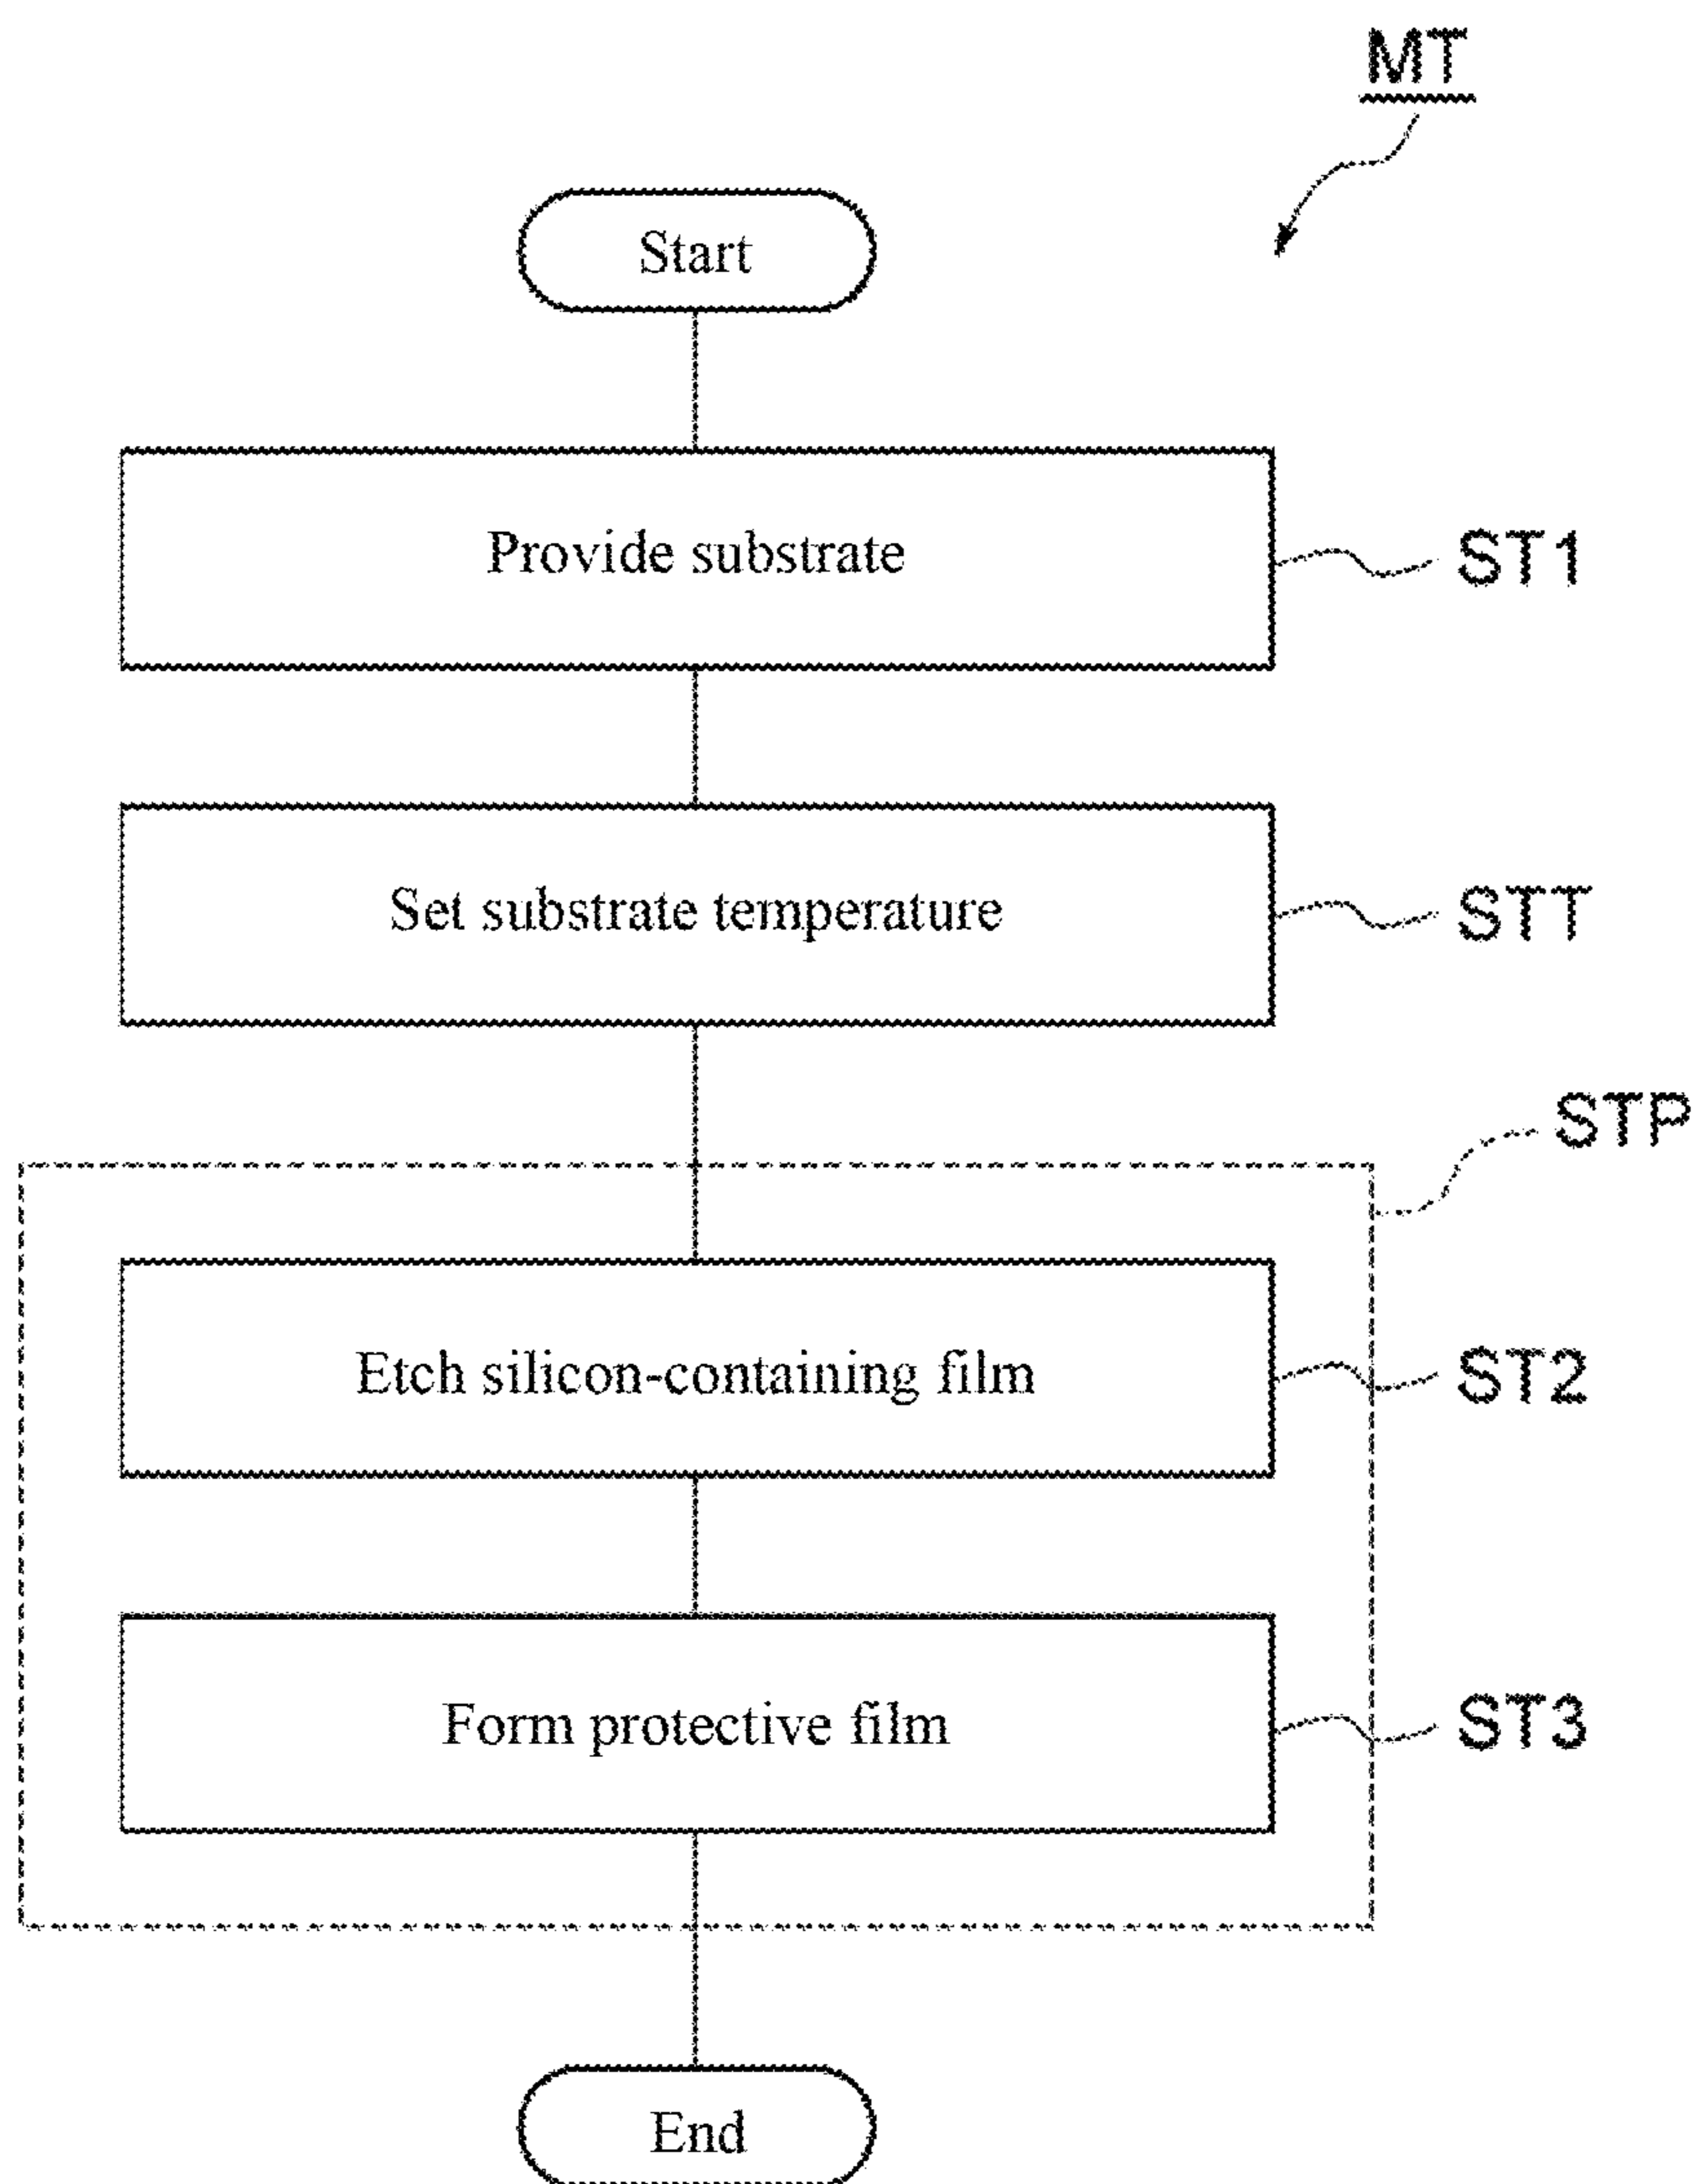 MT
Start
Provide substrate
ST1
Set substrate temperature
STT
STP
Etch silicon-containing film
ST2
Form protective film
ST3
End